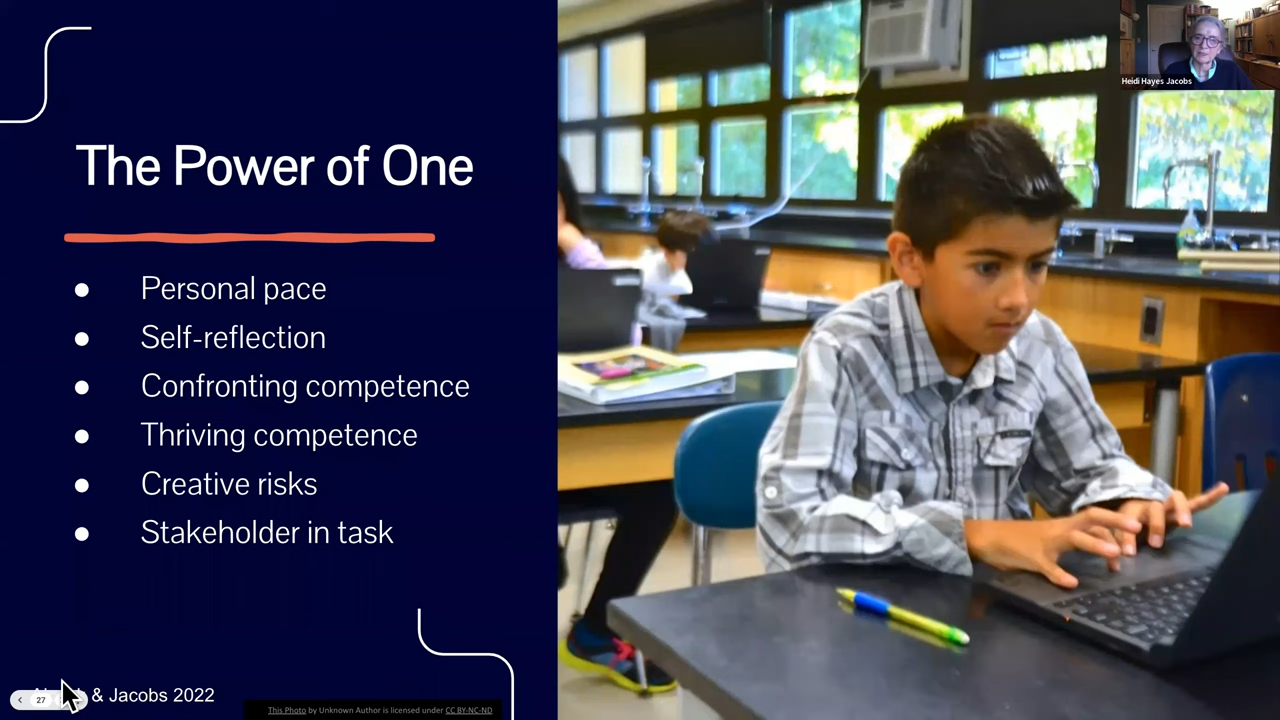 The Power of One
● Personal pace
● Self-reflection
● Confronting competence
● Thriving competence
● Creative risks
● Stakeholder in task
& Jacobs 2022
27
This Photo by Unknown Author is licensed under CC BY-NC-ND
Heidi Hayes Jacobs